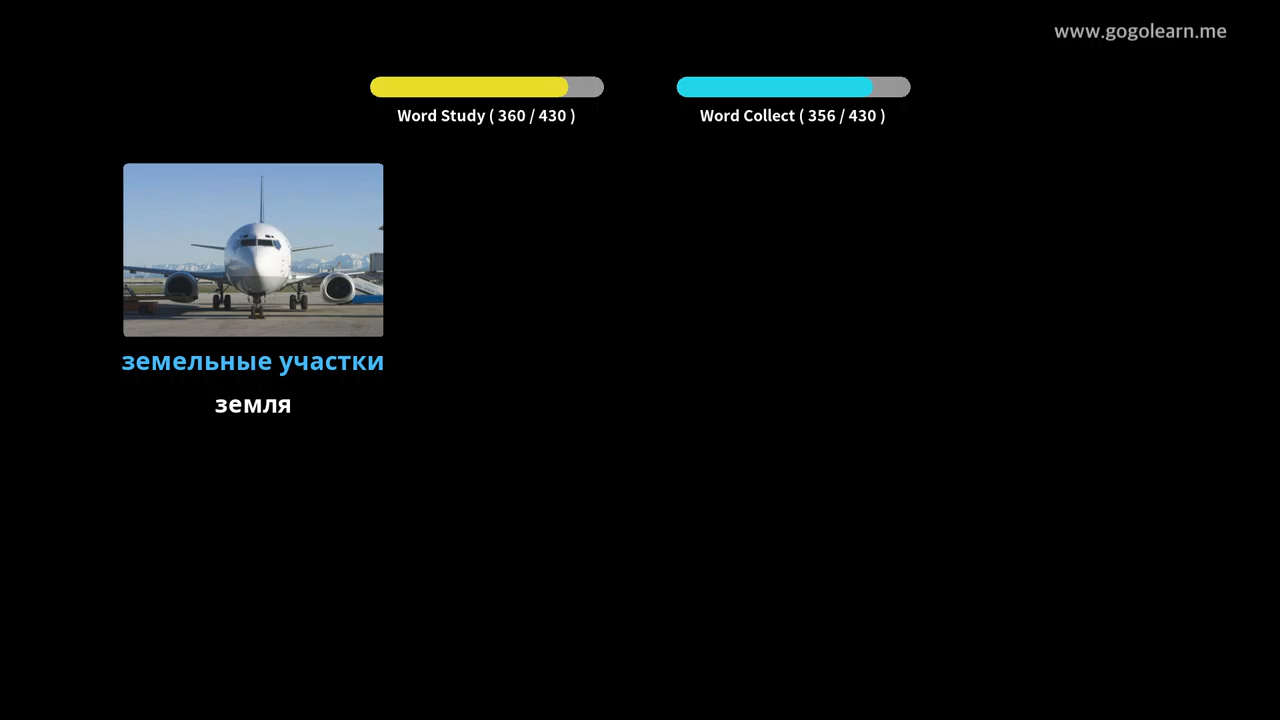 www.gogolearn.me
Word Study ( 360 / 430 )
Word Collect ( 356 / 430 )
земельные участки
земля